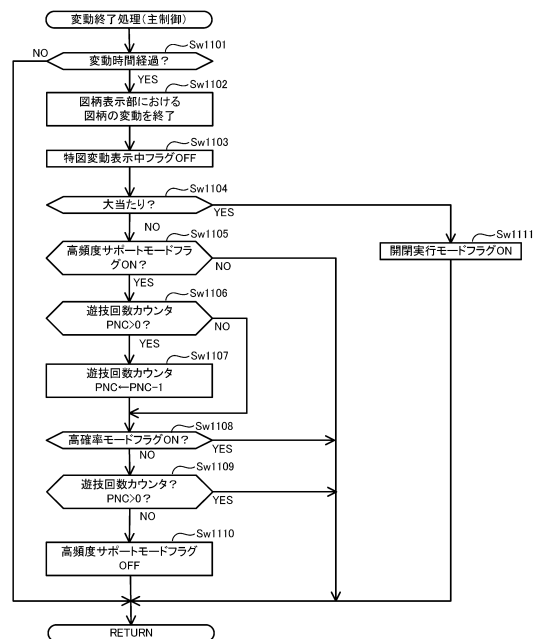 変動終了処理(主制御)
Sw1101
NO
変動時間経過？
YES
Sw1102
図柄表示部における
図柄の変動を終了
Sw1103
特図変動表示中フラグOFF
Sw1104
大当たり？
YES
NO
Sw1105
Sw1111
高頻度サポートモードフラ
グON？
開閉実行モードフラグON
NO
YES
Sw1106
遊技回数カウンタ
PNC>0？
NO
YES
Sw1107
遊技回数カウンタ
PNC←PNC-1
Sw1108
高確率モードフラグON？
YES
NO
Sw1109
遊技回数カウンタ？
PNC>0？
YES
NO
Sw1110
高頻度サポートモードフラグ
OFF
RETURN